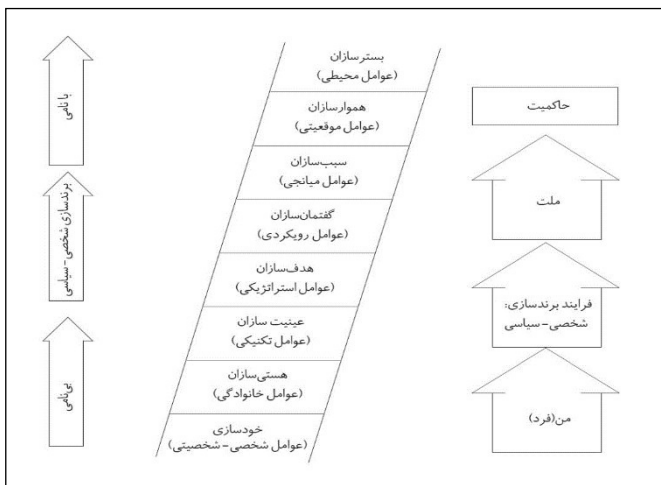 بسترسازان
(عوامل محیطی)
هموارسازان
(عوامل موقعیتی)
سبب‌سازان
(عوامل میانجی)
گفتمان‌سازان
(عوامل رویکردی)
هدف‌سازان
(عوامل استراتژیکی)
عینیت سازان
(عوامل تکنیکی)
هستی‌سازان
(عوامل خانوادگی)
خودسازی
(عوامل شخصی-شخصیتی)
حاکمیت
ملت
فرایند برندسازی:
شخصی-سیاسی
من(فرد)
با نامی
برندسازی شخصی-سیاسی
بی‌نامی